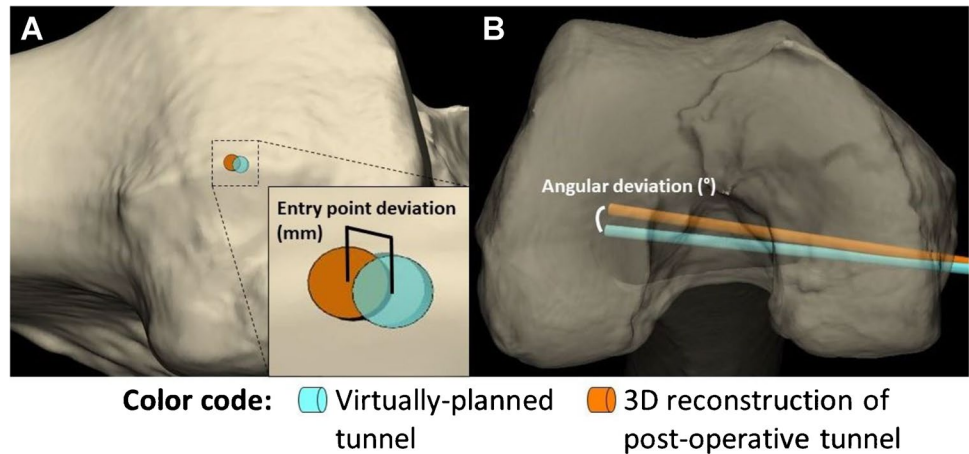 A
B
Entry point deviation
(mm)
Angular deviation (°)
Color code: Virtually-planned 3D reconstruction of
tunnel post-operative tunnel